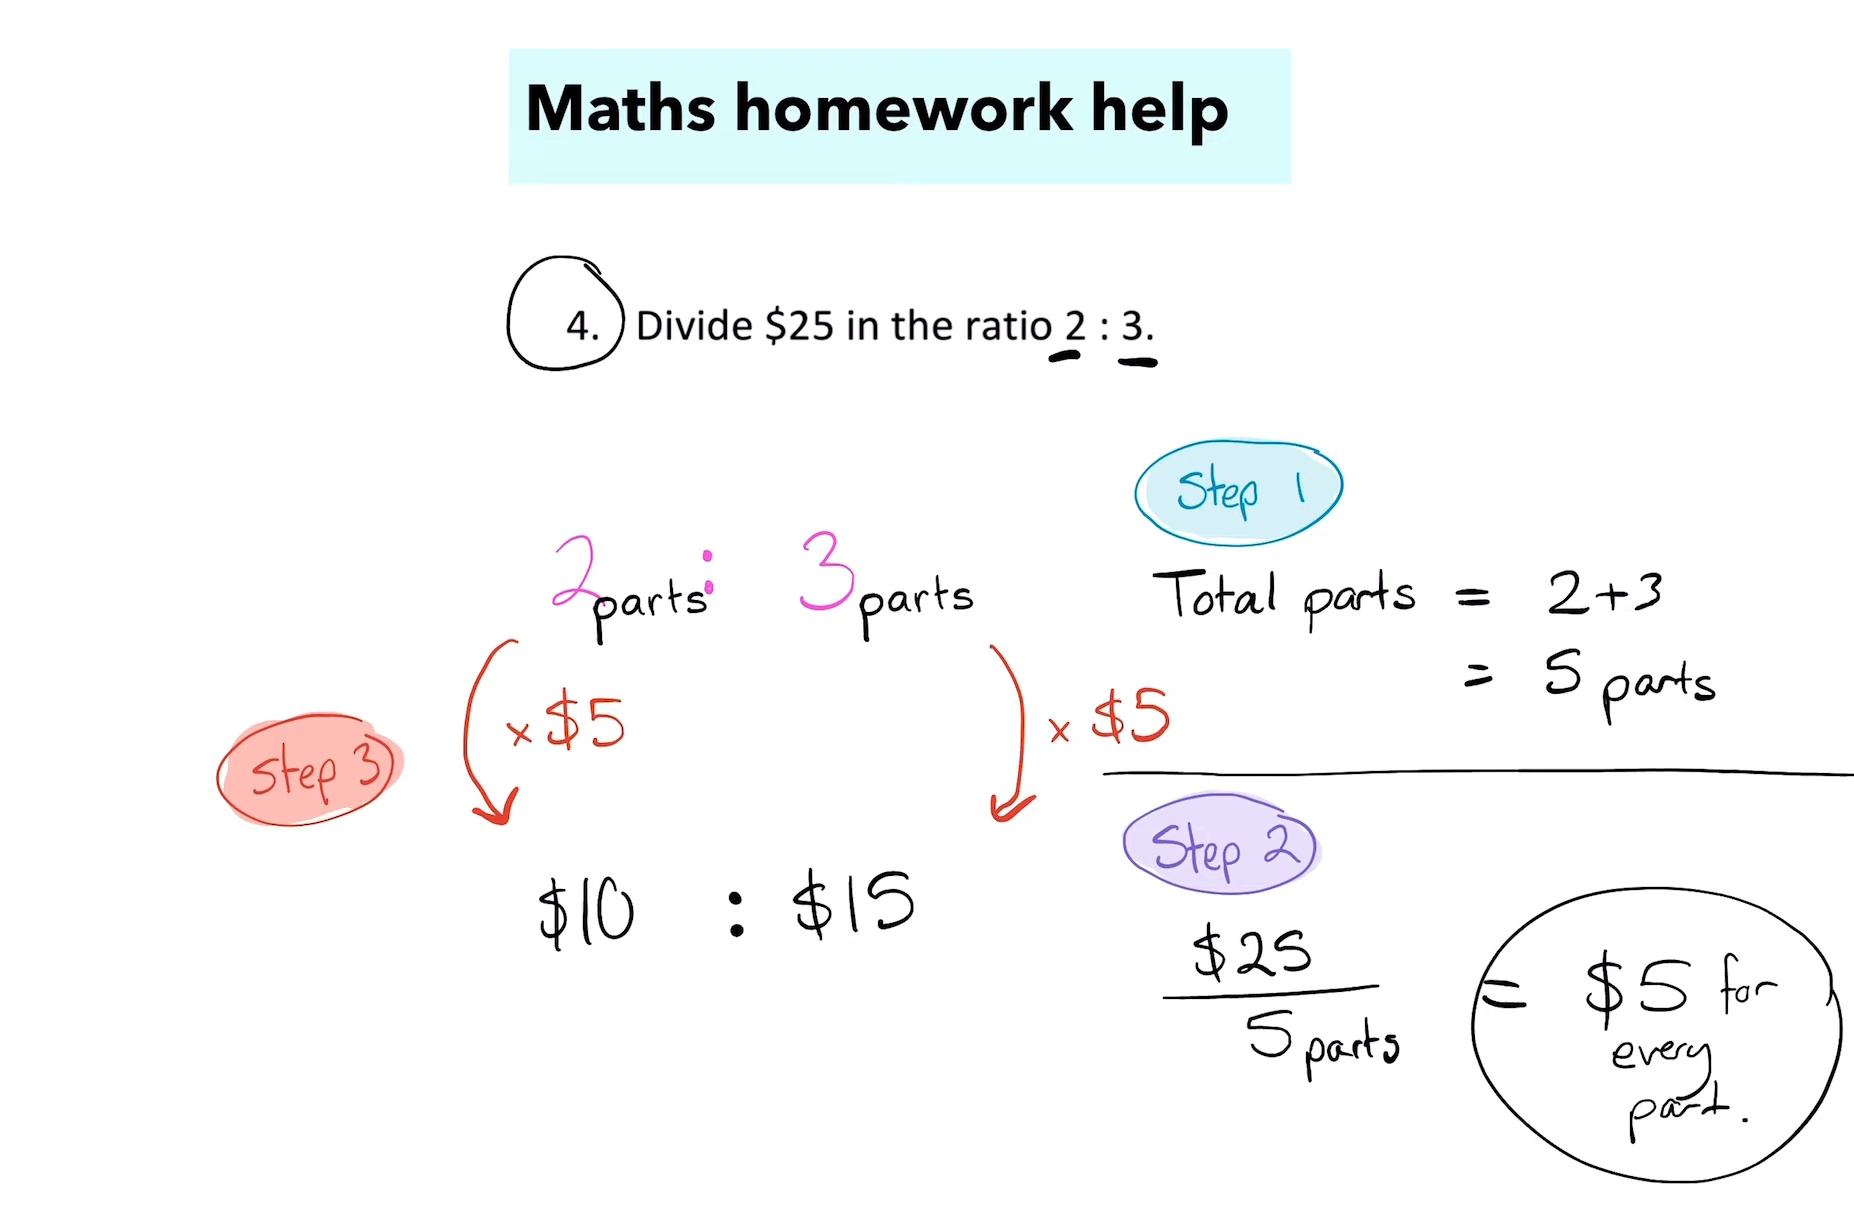 Maths homework help
4. Divide $25 in the ratio 2 : 3.
2 parts : 3 parts
× $5 × $5
Step 3
$10 : $15
Step 1
Total parts = 2+3
= 5 parts
Step 2
$25
5 parts
= $5 for
every
part.